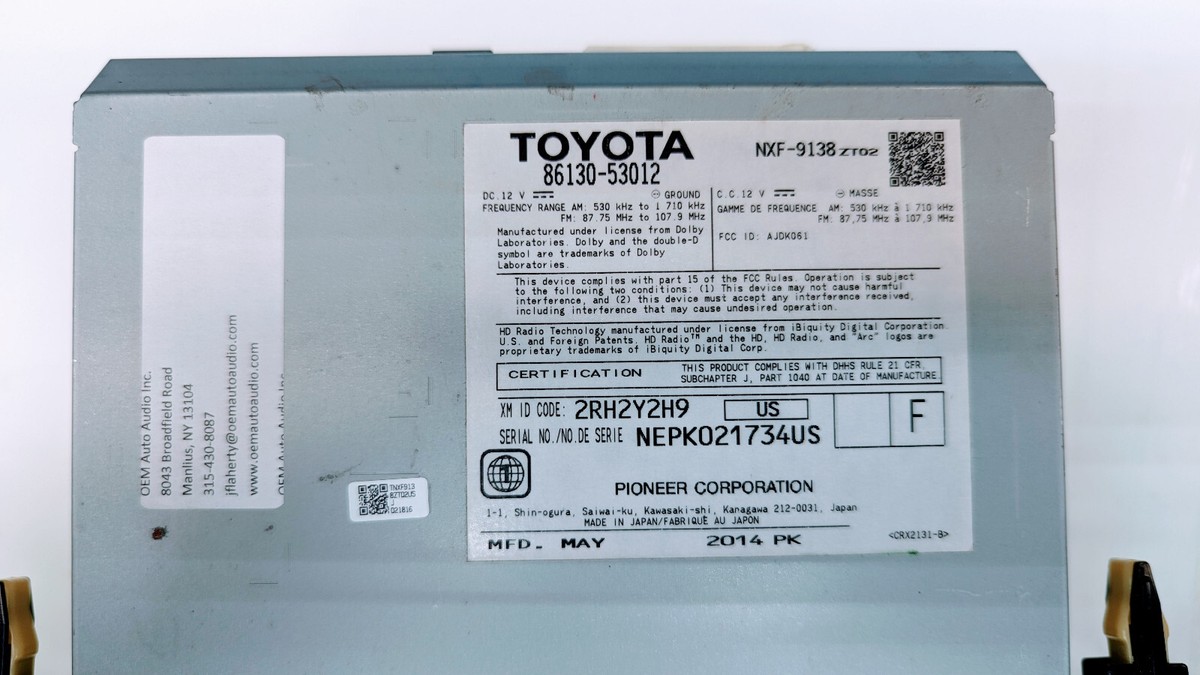 OEM Auto Audio Inc.
8043 Broadfield Road
Manlius, NY 13104
315-430-8087
jflaherty@oemautoaudio.com
www.oemautoaudio.com
OEM Auto Audio Inc.
TNXF913
8ZT02US
J
021816
TOYOTA
86130-53012
NXF-9138 ZT02
DC.12 V
GROUND
FREQUENCY RANGE AM: 530 kHz to 1 710 kHz
FM: 87.75 MHz to 107.9 MHz
Manufactured under license from Dolby
Laboratories. Dolby and the double-D
symbol are trademarks of Dolby
Laboratories.
C.C.12 V
MASSE
GAMME DE FREQUENCE AM: 530 kHz à 1 710 kHz
FM: 87,75 MHz à 107,9 MHz
FCC ID: AJDK061
This device complies with part 15 of the FCC Rules. Operation is subject
to the following two conditions: (1) This device may not cause harmful
interference, and (2) this device must accept any interference received,
including interference that may cause undesired operation.
HD Radio Technology manufactured under license from iBiquity Digital Corporation.
U.S. and Foreign Patents. HD Radio™ and the HD, HD Radio, and "Arc" logos are
proprietary trademarks of iBiquity Digital Corp.
CERTIFICATION
THIS PRODUCT COMPLIES WITH DHHS RULE 21 CFR,
SUBCHAPTER J, PART 1040 AT DATE OF MANUFACTURE.
XM ID CODE: 2RH2Y2H9
US
F
SERIAL NO./NO.DE SERIE NEPK021734US
1
PIONEER CORPORATION
1-1, Shin-ogura, Saiwai-ku, Kawasaki-shi, Kanagawa 212-0031, Japan
MADE IN JAPAN/FABRIQUÉ AU JAPON
MFD. MAY 2014 PK
<CRX2131-B>